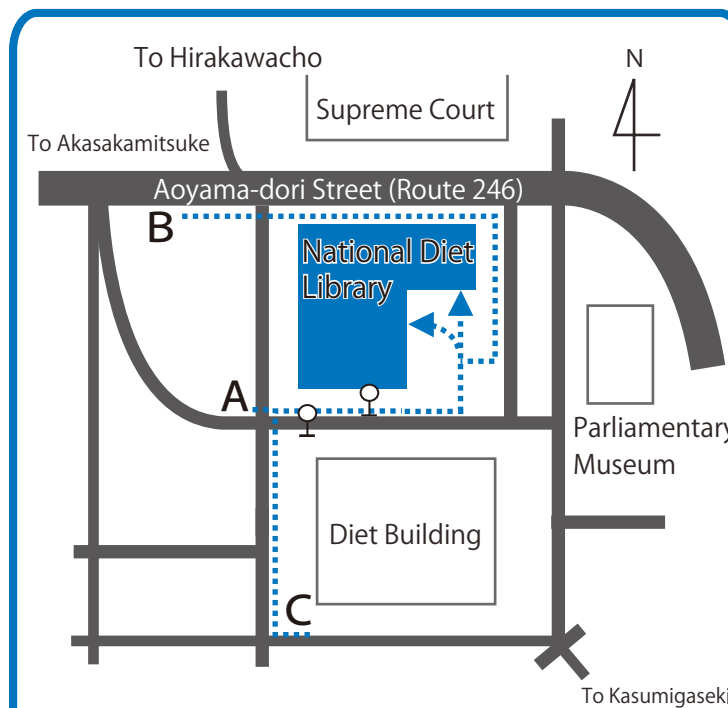 To Hirakawacho
N
Supreme Court
To Akasakamitsuke
Aoyama-dori Street (Route 246)
B
National Diet
Library
A
Parliamentary
Museum
Diet Building
C
To Kasumigaseki